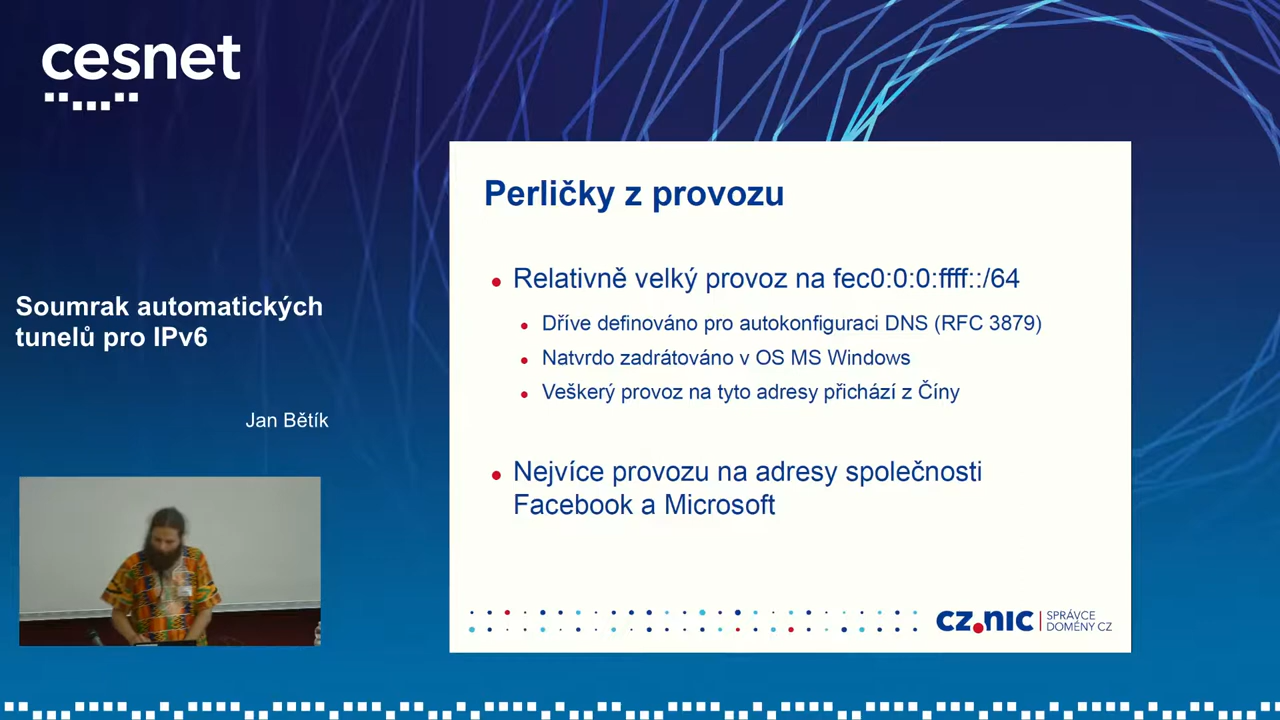 cesnet
Soumrak automatických
tunelů pro IPv6
Jan Bětík
Perličky z provozu
Relativně velký provoz na fec0:0:0:ffff::/64
Dříve definováno pro autokonfiguraci DNS (RFC 3879)
Natvrdo zadrátováno v OS MS Windows
Veškerý provoz na tyto adresy přichází z Číny
Nejvíce provozu na adresy společnosti
Facebook a Microsoft
cz.nic
SPRÁVCE
DOMÉNY CZ